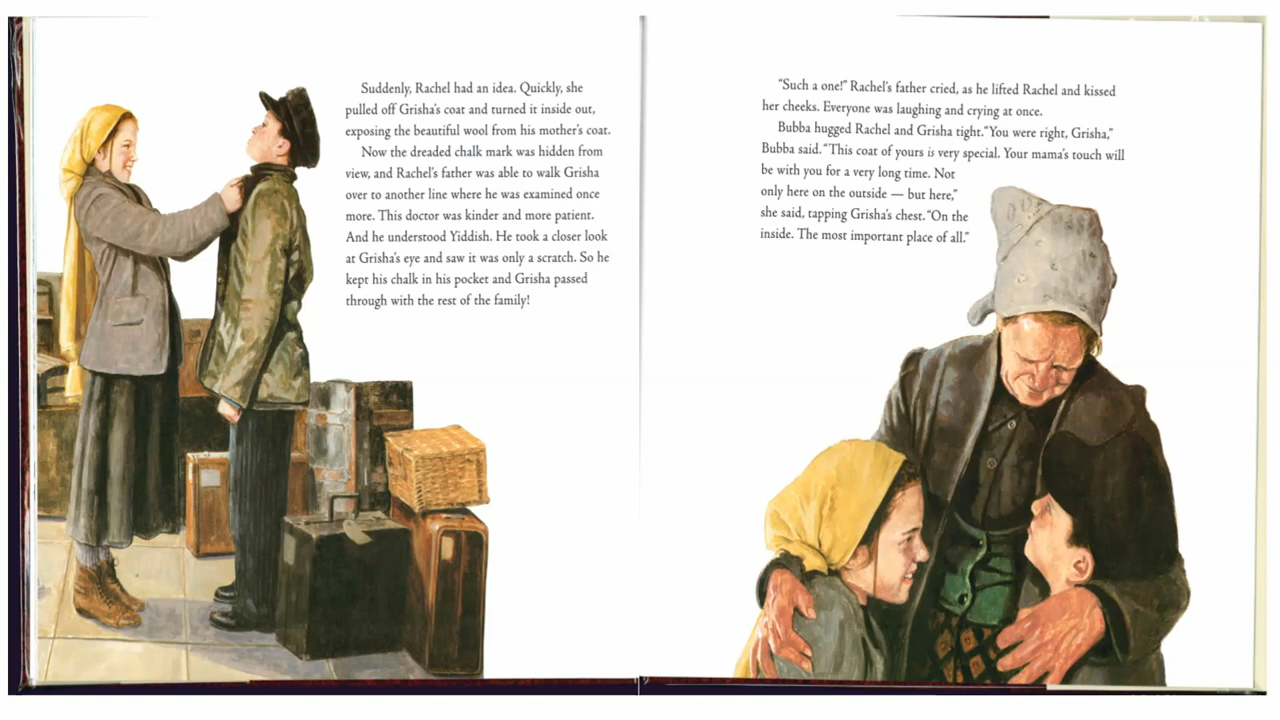 Suddenly, Rachel had an idea. Quickly, she
pulled off Grisha's coat and turned it inside out,
exposing the beautiful wool from his mother's coat.
Now the dreaded chalk mark was hidden from
view, and Rachel's father was able to walk Grisha
over to another line where he was examined once
more. This doctor was kinder and more patient.
And he understood Yiddish. He took a closer look
at Grisha's eye and saw it was only a scratch. So he
kept his chalk in his pocket and Grisha passed
through with the rest of the family!
"Such a one!" Rachel's father cried, as he lifted Rachel and kissed
her cheeks. Everyone was laughing and crying at once.
Bubba hugged Rachel and Grisha tight. "You were right, Grisha,"
Bubba said. "This coat of yours is very special. Your mama's touch will
be with you for a very long time. Not
only here on the outside — but here,"
she said, tapping Grisha's chest. "On the
inside. The most important place of all."